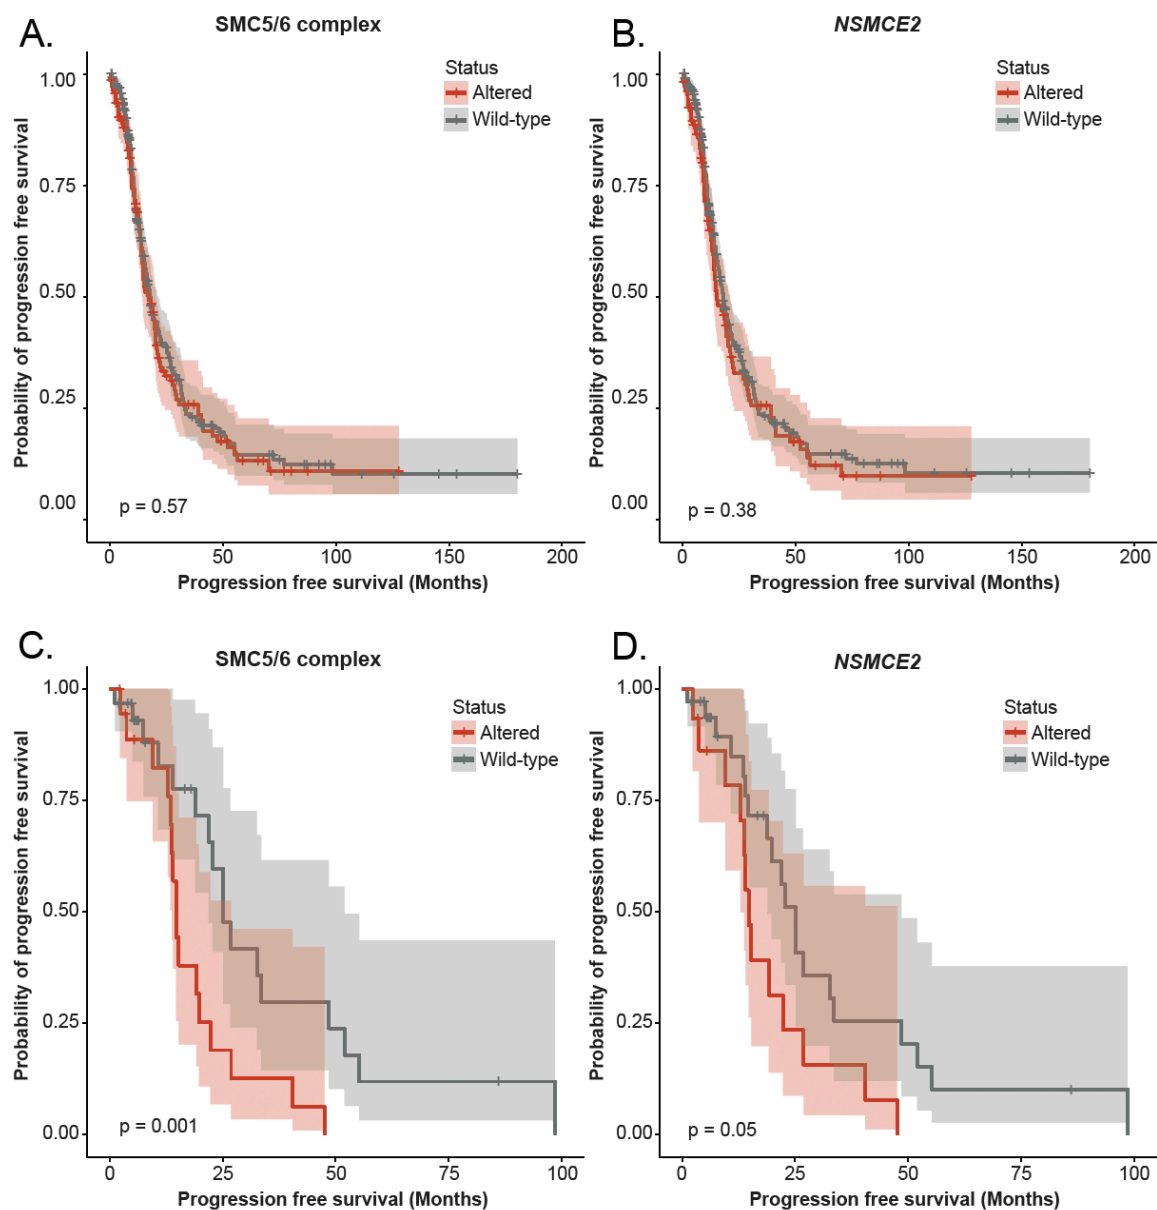 A.
SMC5/6 complex
Probability of progression free survival
1.00
0.75
0.50
0.25
0.00
Status
Altered
Wild-type
p = 0.57
0 50 100 150 200
Progression free survival (Months)
B.
NSMCE2
Probability of progression free survival
1.00
0.75
0.50
0.25
0.00
Status
Altered
Wild-type
p = 0.38
0 50 100 150 200
Progression free survival (Months)
C.
SMC5/6 complex
Probability of progression free survival
1.00
0.75
0.50
0.25
0.00
Status
Altered
Wild-type
p = 0.001
0 25 50 75 100
Progression free survival (Months)
D.
NSMCE2
Probability of progression free survival
1.00
0.75
0.50
0.25
0.00
Status
Altered
Wild-type
p = 0.05
0 25 50 75 100
Progression free survival (Months)